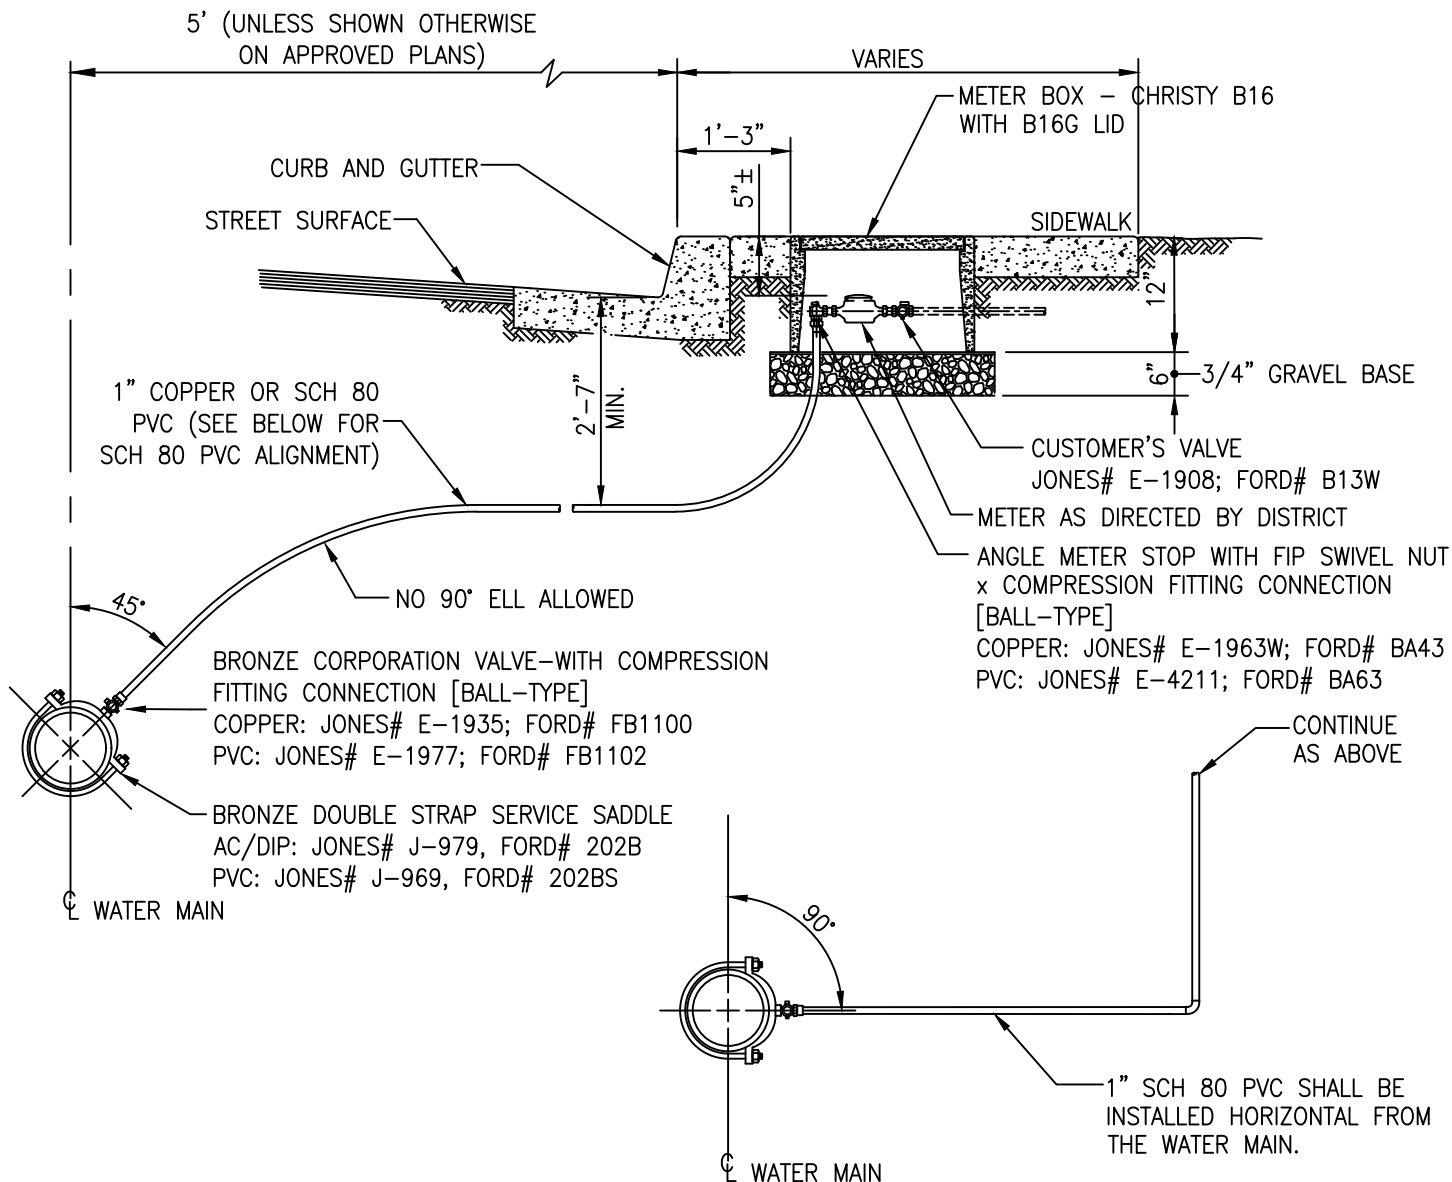 5' (UNLESS SHOWN OTHERWISE
ON APPROVED PLANS)
VARIES
METER BOX – CHRISTY B16
WITH B16G LID
1'–3"
CURB AND GUTTER
5"±
STREET SURFACE
SIDEWALK
12"
6"
3/4" GRAVEL BASE
1" COPPER OR SCH 80
PVC (SEE BELOW FOR
SCH 80 PVC ALIGNMENT)
2'–7"
MIN.
CUSTOMER'S VALVE
JONES# E–1908; FORD# B13W
METER AS DIRECTED BY DISTRICT
ANGLE METER STOP WITH FIP SWIVEL NUT
x COMPRESSION FITTING CONNECTION
[BALL–TYPE]
COPPER: JONES# E–1963W; FORD# BA43
PVC: JONES# E–4211; FORD# BA63
NO 90° ELL ALLOWED
45°
BRONZE CORPORATION VALVE–WITH COMPRESSION
FITTING CONNECTION [BALL–TYPE]
COPPER: JONES# E–1935; FORD# FB1100
PVC: JONES# E–1977; FORD# FB1102
BRONZE DOUBLE STRAP SERVICE SADDLE
AC/DIP: JONES# J–979, FORD# 202B
PVC: JONES# J–969, FORD# 202BS
℄ WATER MAIN
CONTINUE
AS ABOVE
90°
1" SCH 80 PVC SHALL BE
INSTALLED HORIZONTAL FROM
THE WATER MAIN.
℄ WATER MAIN